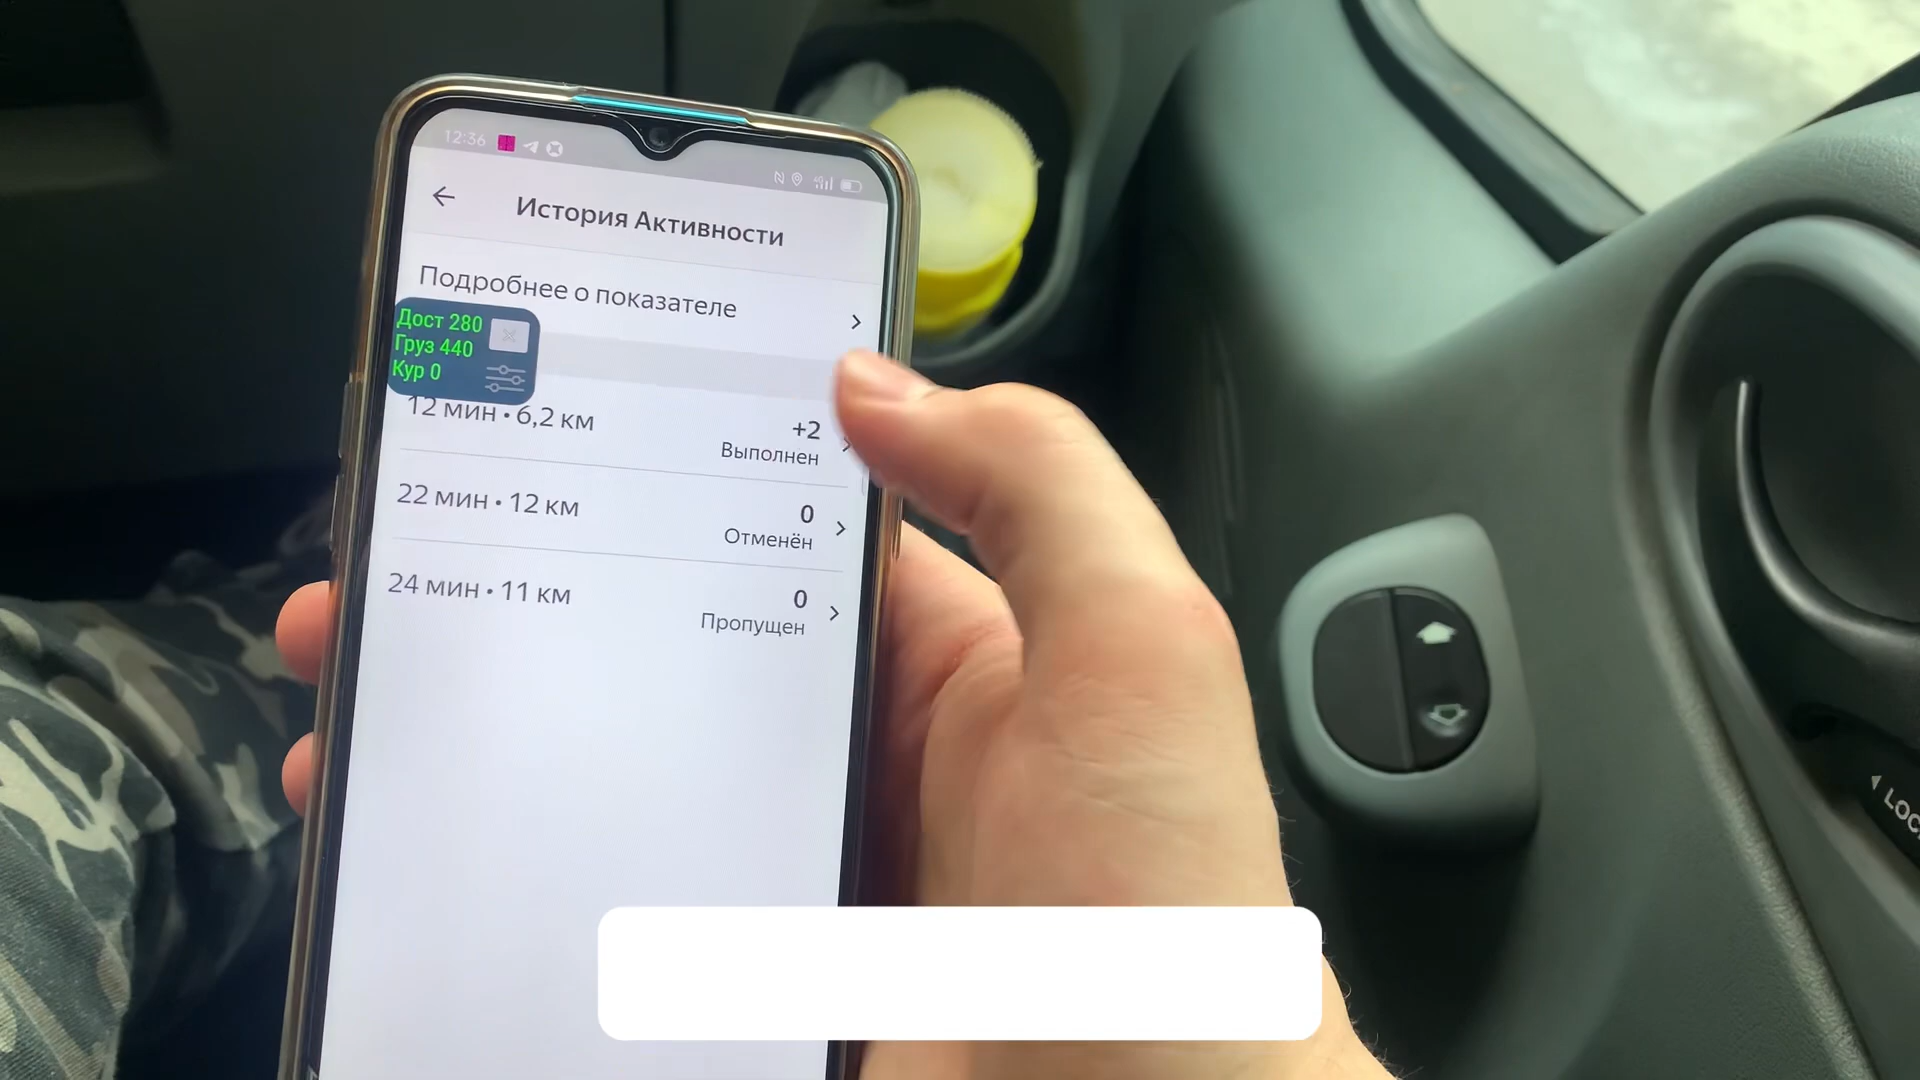 12:36
История Активности
Подробнее о показателе
Дост 280
Груз 440
Кур 0
12 мин • 6,2 км
+2
Выполнен
22 мин • 12 км
0
Отменён
24 мин • 11 км
0
Пропущен